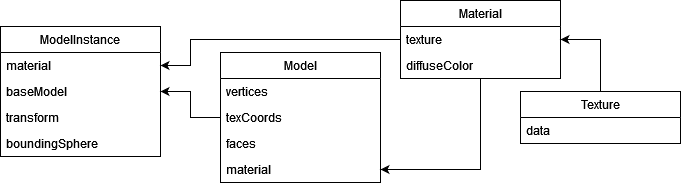 ModelInstance
material
baseModel
transform
boundingSphere
Model
vertices
texCoords
faces
material
Material
texture
diffuseColor
Texture
data